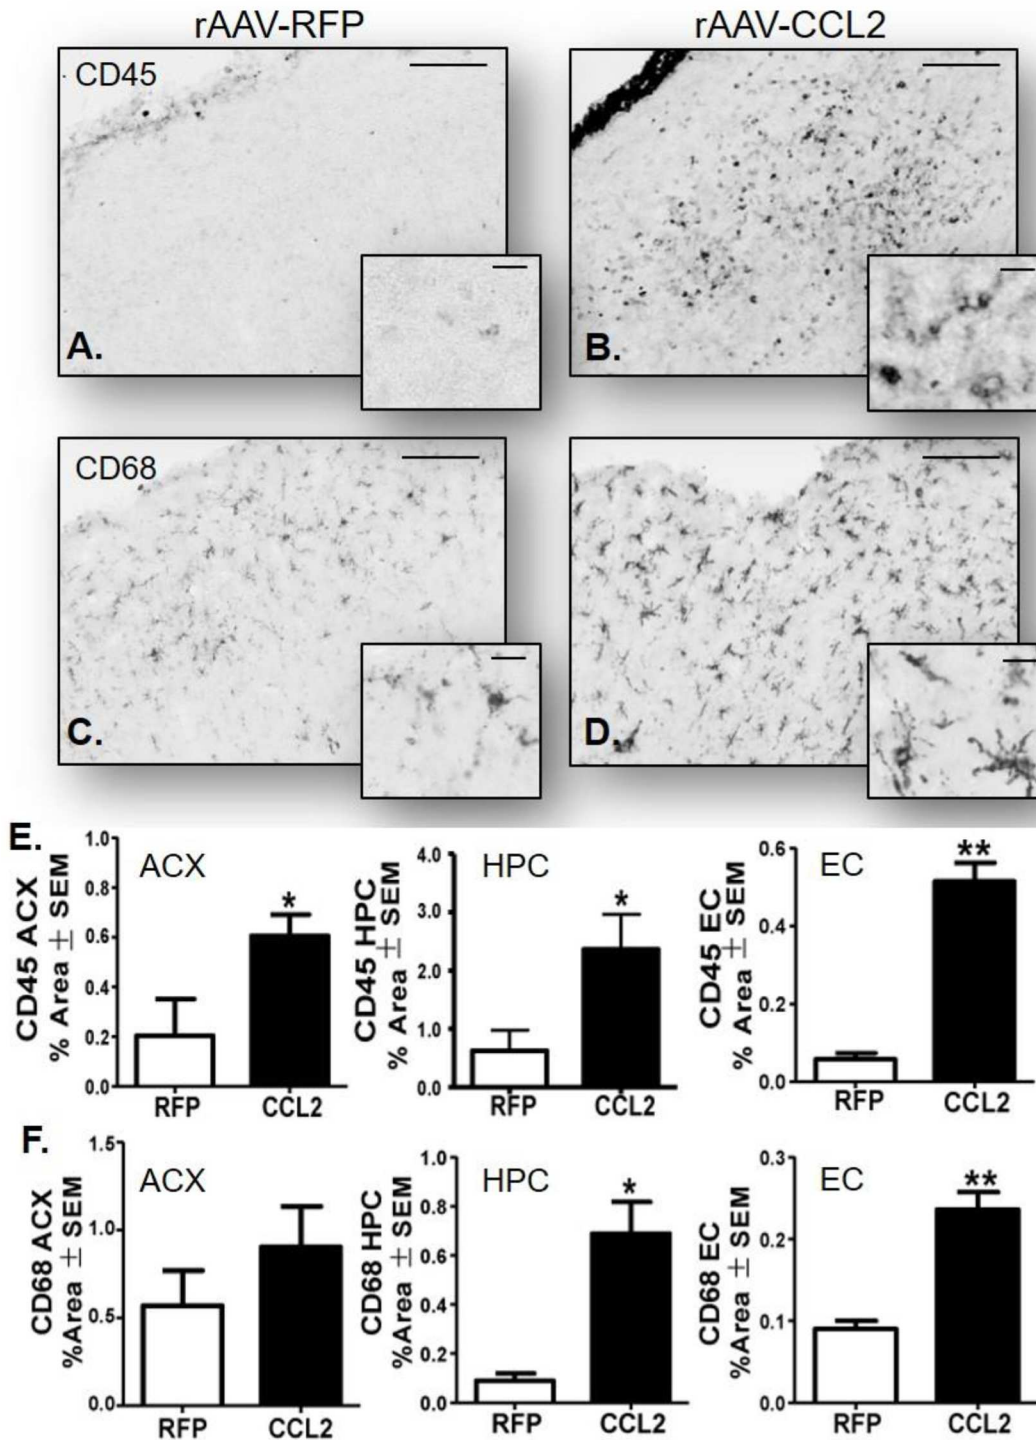 rAAV-RFP rAAV-CCL2
CD45
A. B.
CD68
C. D.
E.
CD45 ACX
% Area ± SEM
1.0
0.8
0.6
0.4
0.2
0.0
ACX
*
RFP CCL2
CD45 HPC
% Area ± SEM
4.0
3.0
2.0
1.0
0.0
HPC
*
RFP CCL2
CD45 EC
% Area ± SEM
0.6
0.4
0.2
0.0
EC
**
RFP CCL2
F.
CD68 ACX
%Area ± SEM
1.5
1.0
0.5
0.0
ACX
RFP CCL2
CD68 HPC
%Area ± SEM
1.0
0.8
0.6
0.4
0.2
0.0
HPC
*
RFP CCL2
CD68 EC
%Area ± SEM
0.3
0.2
0.1
0.0
EC
**
RFP CCL2